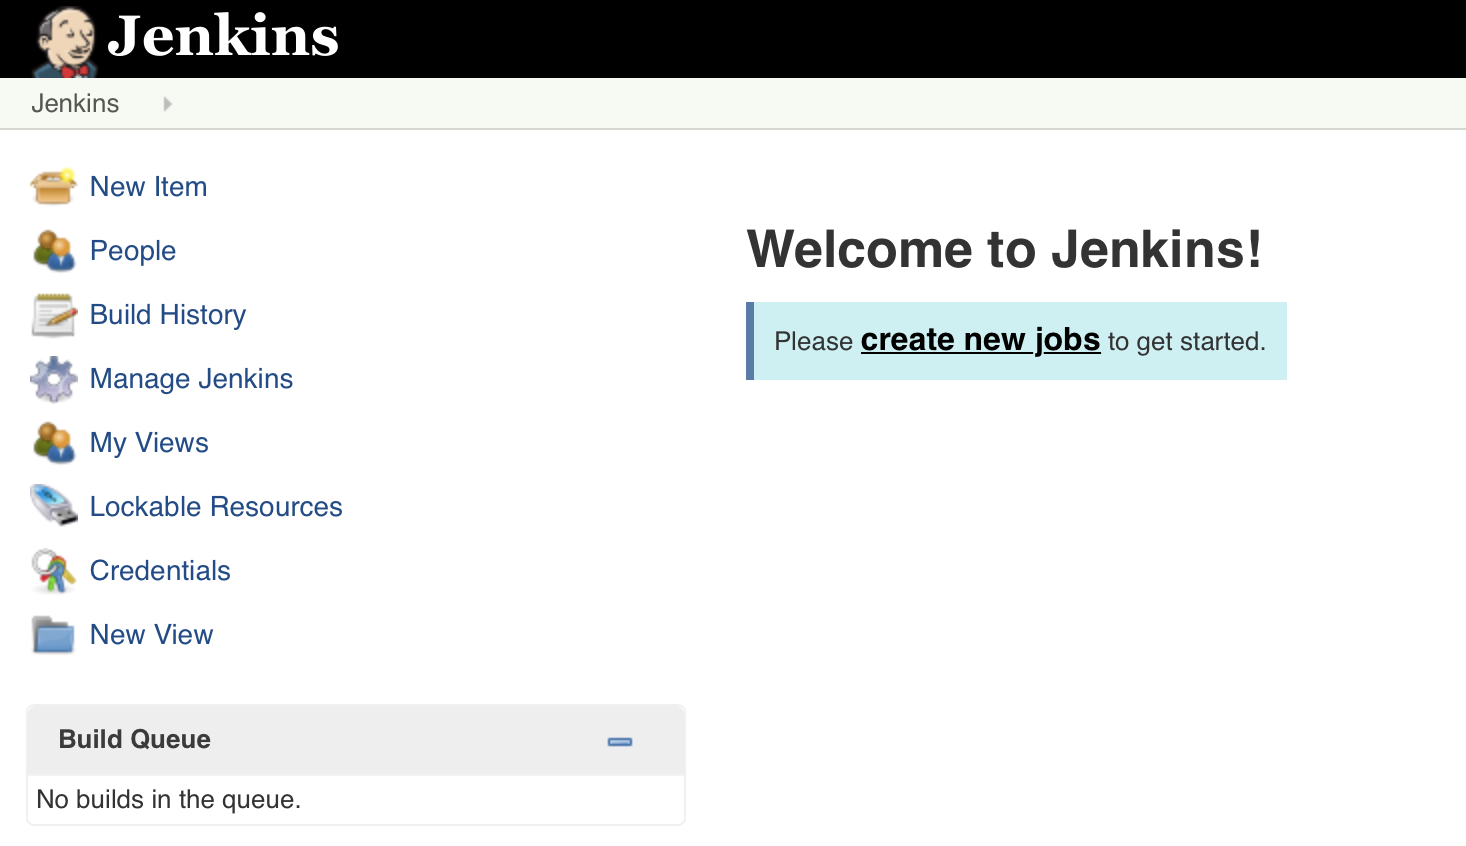 Jenkins
Jenkins
New Item
People
Build History
Manage Jenkins
My Views
Lockable Resources
Credentials
New View
Build Queue
No builds in the queue.
Welcome to Jenkins!
Please create new jobs to get started.